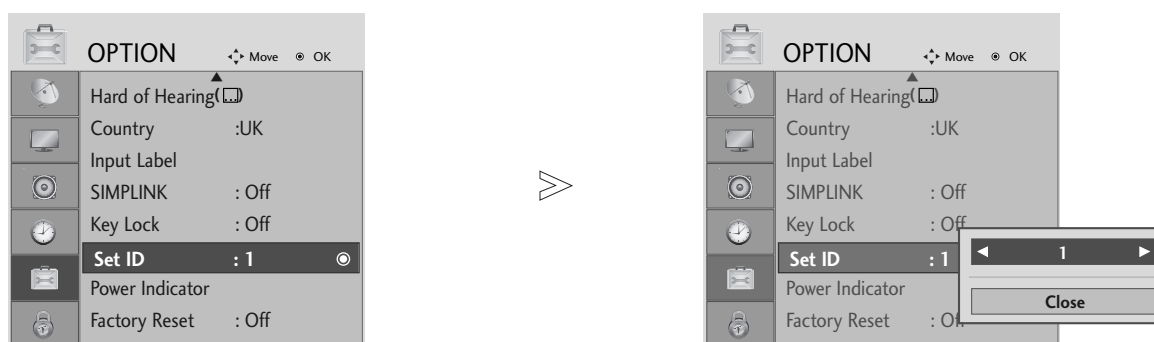 OPTION
Move
OK
Hard of Hearing( )
Country :UK
Input Label
SIMPLINK : Off
Key Lock : Off
Set ID : 1
Power Indicator
Factory Reset : Off
OPTION
Move
OK
Hard of Hearing( )
Country :UK
Input Label
SIMPLINK : Off
Key Lock : Off
Set ID : 1
Power Indicator
Factory Reset
◄ 1 ►
Close